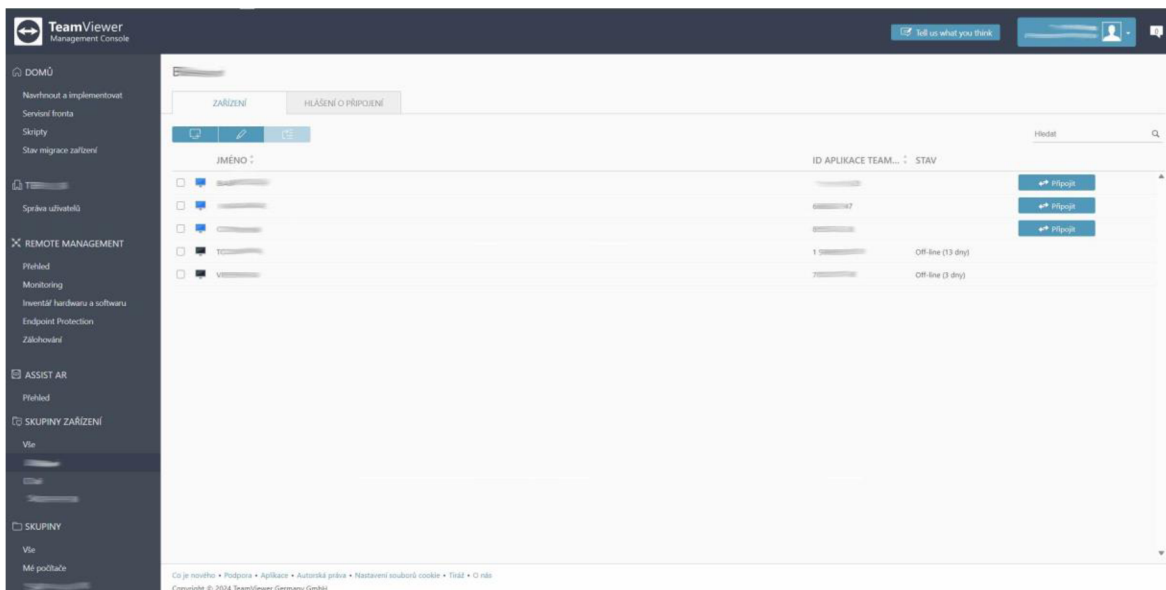 TeamViewer
Management Console
Tell us what you think
0
DOMŮ
Navrhnout a implementovat
Servisní fronta
Skripty
Stav migrace zařízení
T
Správa uživatelů
REMOTE MANAGEMENT
Přehled
Monitoring
Inventář hardwaru a softwaru
Endpoint Protection
Zálohování
ASSIST AR
Přehled
SKUPINY ZAŘÍZENÍ
Vše
SKUPINY
Vše
Mé počítače
ZAŘÍZENÍ
HLÁŠENÍ O PŘIPOJENÍ
Hledat
JMÉNO ID APLIKACE TEAM... STAV
Připojit
47 Připojit
Připojit
Off-line (13 dny)
Off-line (3 dny)
Co je nového • Podpora • Aplikace • Autorská práva • Nastavení souborů cookie • Tiráž • O nás
Copyright © 2024 TeamViewer Germany GmbH